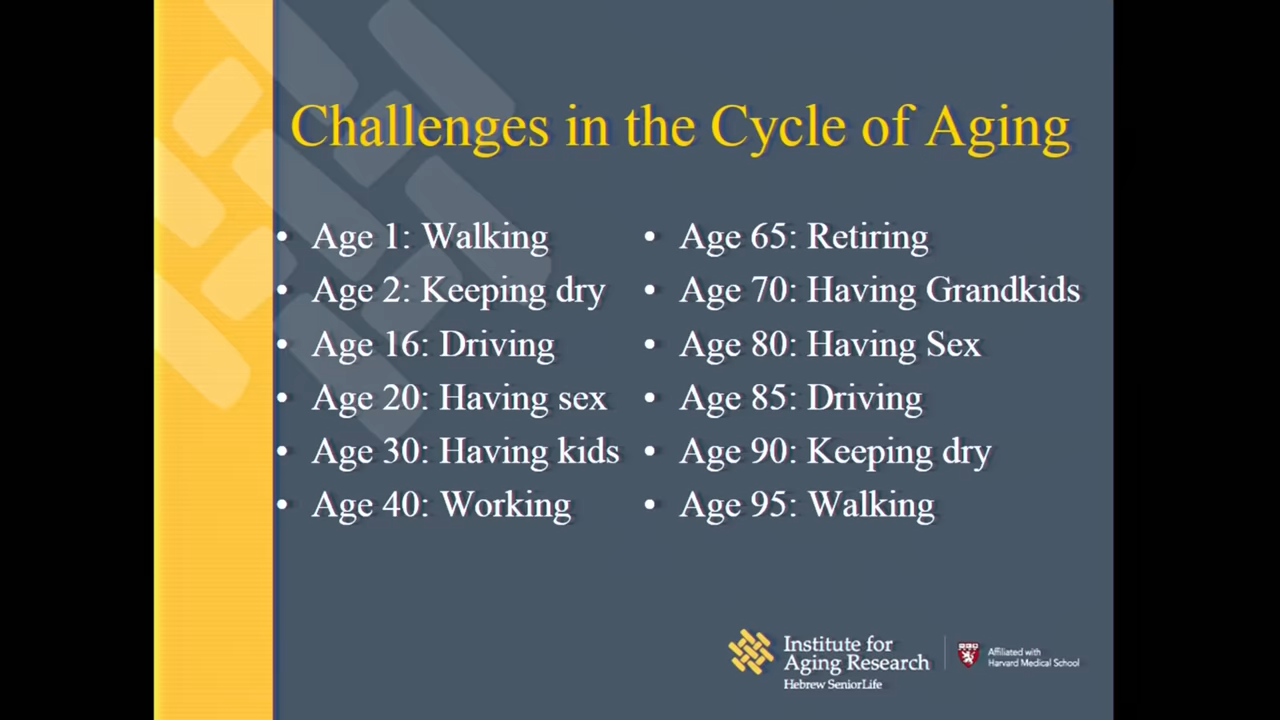 Challenges in the Cycle of Aging
• Age 1: Walking
• Age 2: Keeping dry
• Age 16: Driving
• Age 20: Having sex
• Age 30: Having kids
• Age 40: Working
• Age 65: Retiring
• Age 70: Having Grandkids
• Age 80: Having Sex
• Age 85: Driving
• Age 90: Keeping dry
• Age 95: Walking
Institute for
Aging Research
Hebrew SeniorLife
Affiliated with
Harvard Medical School